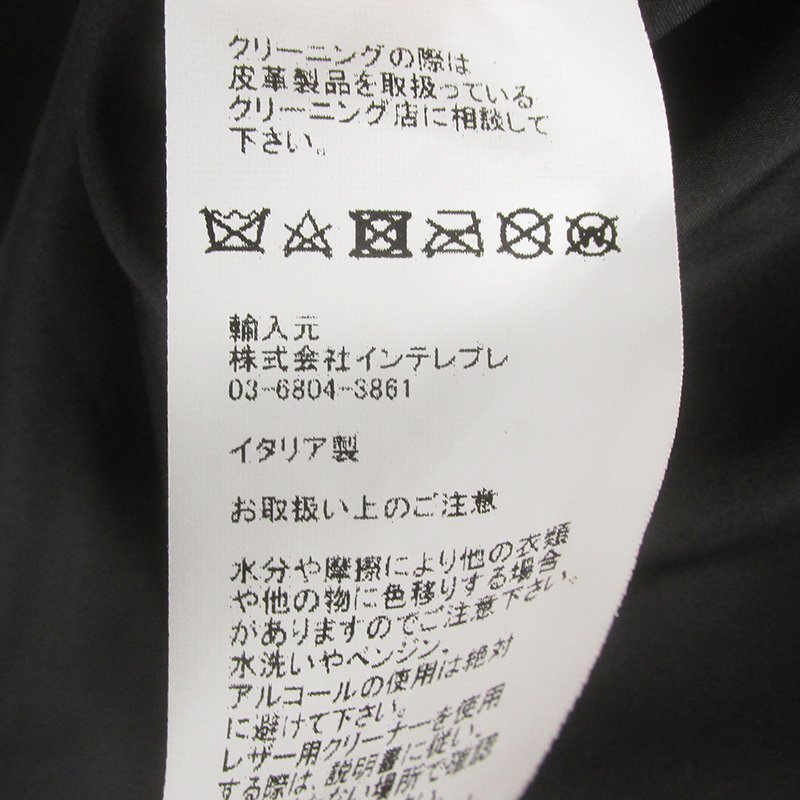 クリーニングの際は
皮革製品を取扱っている
クリーニング店に相談して
下さい。
W
輸入元
株式会社インテレプレ
03-6804-3861
イタリア製
お取扱い上のご注意
水分や摩擦により他の衣類
や他の物に色移りする場合
がありますのでご注意下さい。
水洗いやベンジン、
アルコールの使用は絶対
に避けて下さい。
レザー用クリーナーを使用
する際は、説明書に従い、
ない場所で確認